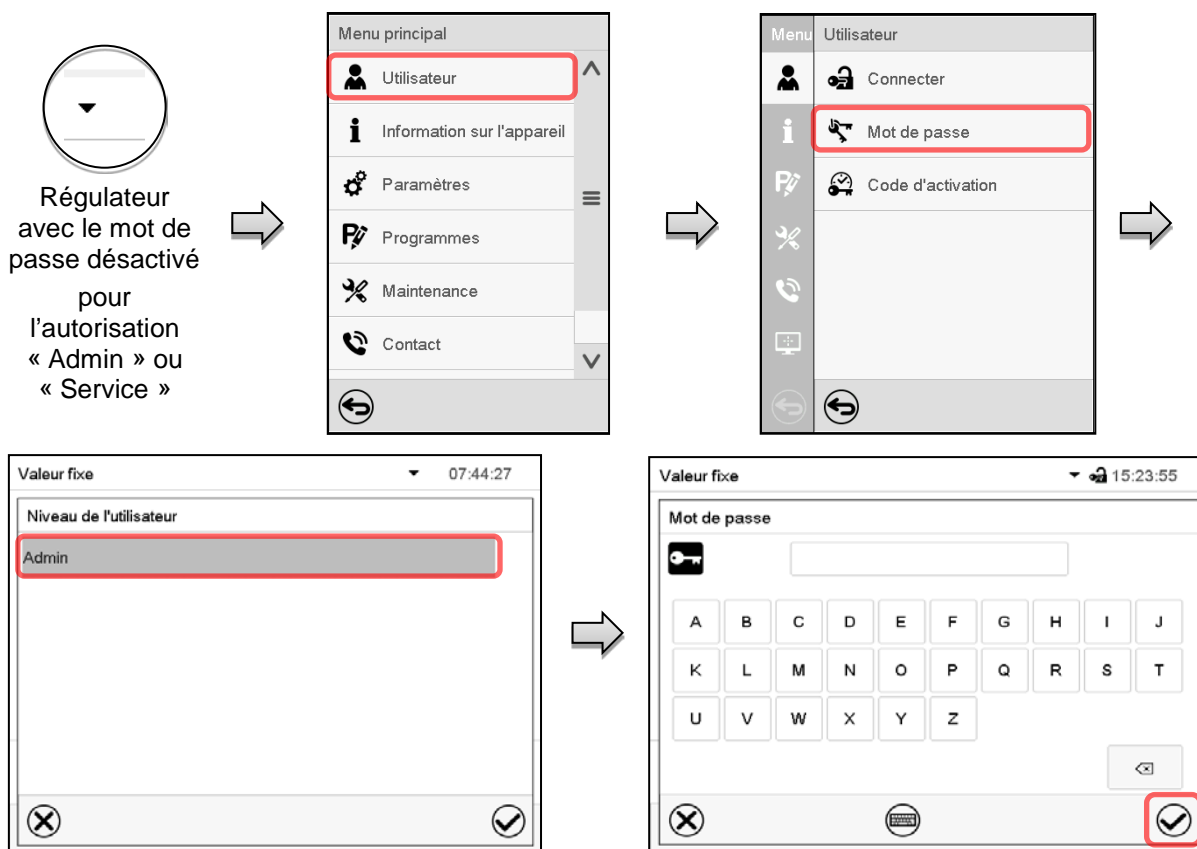 Régulateur
avec le mot de
passe désactivé
pour
l'autorisation
« Admin » ou
« Service »
Menu principal
Utilisateur
Information sur l'appareil
Paramètres
Programmes
Maintenance
Contact
Menu
Utilisateur
Connecter
Mot de passe
Code d'activation
Valeur fixe 07:44:27
Niveau de l'utilisateur
Admin
Valeur fixe 15:23:55
Mot de passe
A B C D E F G H I J
K L M N O P Q R S T
U V W X Y Z